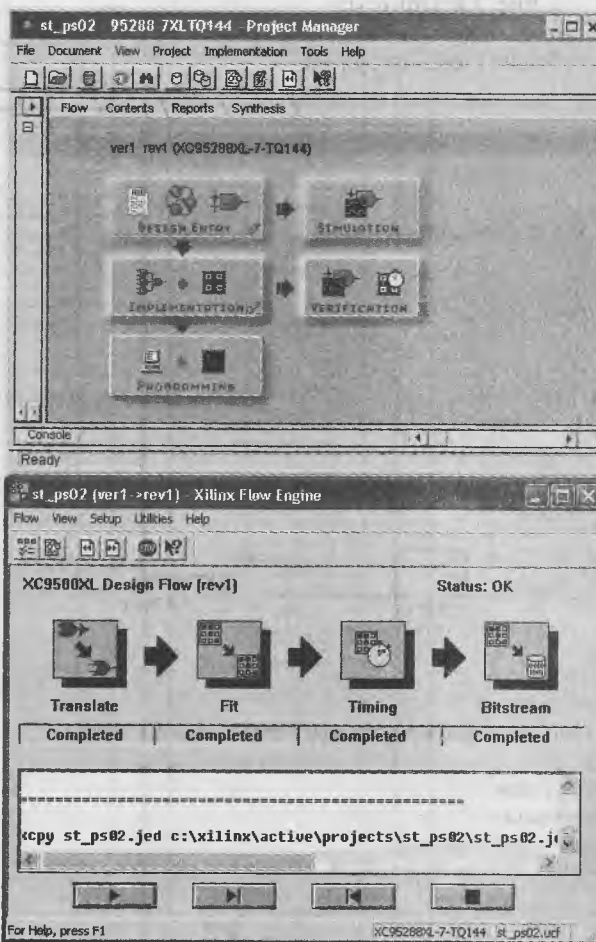 st_ps02 95288 7XLTQ144 - Project Manager
File Document View Project Implementation Tools Help
Flow Contents Reports Synthesis
ver1 rev1 (XC95288XL-7-TQ144)
DESIGN ENTRY SIMULATION
IMPLEMENTATION VERIFICATION
PROGRAMMING
Console
Ready
st_ps02 (ver1->rev1) - Xilinx Flow Engine
Flow View Setup Utilities Help
XC9500XL Design Flow (rev1) Status: OK
Translate Fit Timing Bitstream
Completed Completed Completed Completed
=================================================
xcpy st_ps02.jed c:\xilinx\active\projects\st_ps02\st_ps02.je
For Help, press F1 XC95288XL-7-TQ144 st_ps02.ucf